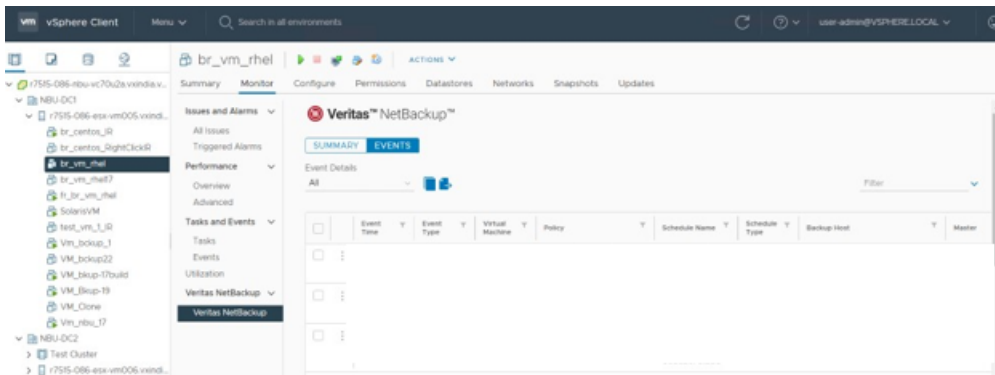 vm vSphere Client Menu Search in all environments user-admin@VSPHERE.LOCAL
NBU-DC1
br_centos_IR
br_centos_RightClickIR
br_vm_rhel
br_vm_rhel7
fr_br_vm_rhel
SolarisVM
test_vm_1_IR
Vm_bckup_1
VM_bckup22
VM_bkup-17build
VM_Bkup-19
VM_Clone
Vm_nbu_17
NBU-DC2
Test Cluster
br_vm_rhel ACTIONS
Summary Monitor Configure Permissions Datastores Networks Snapshots Updates
Issues and Alarms
All Issues
Triggered Alarms
Performance
Overview
Advanced
Tasks and Events
Tasks
Events
Utilization
Veritas NetBackup
Veritas NetBackup
Veritas™ NetBackup™
SUMMARY EVENTS
Event Details
All
Filter
Event Time Event Type Virtual Machine Policy Schedule Name Schedule Type Backup Host Master